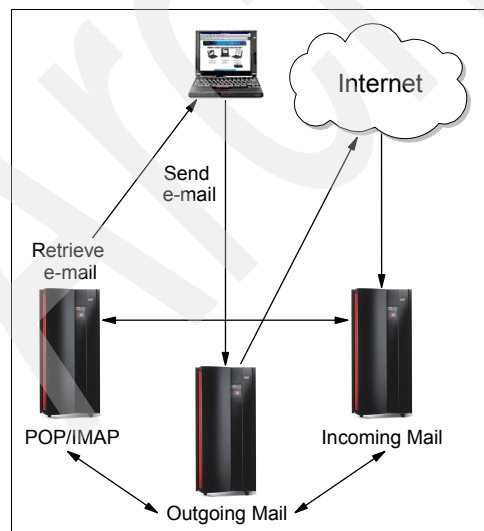 Internet
Send
e-mail
Retrieve
e-mail
POP/IMAP
Incoming Mail
Outgoing Mail